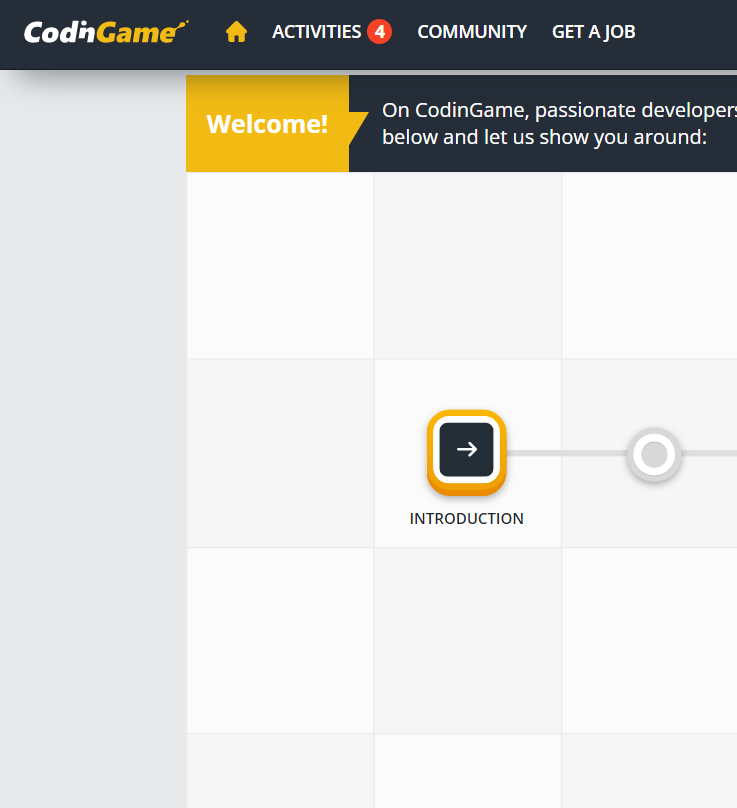 CodinGame
ACTIVITIES 4 COMMUNITY GET A JOB
Welcome!
On CodinGame, passionate developers
below and let us show you around:
INTRODUCTION